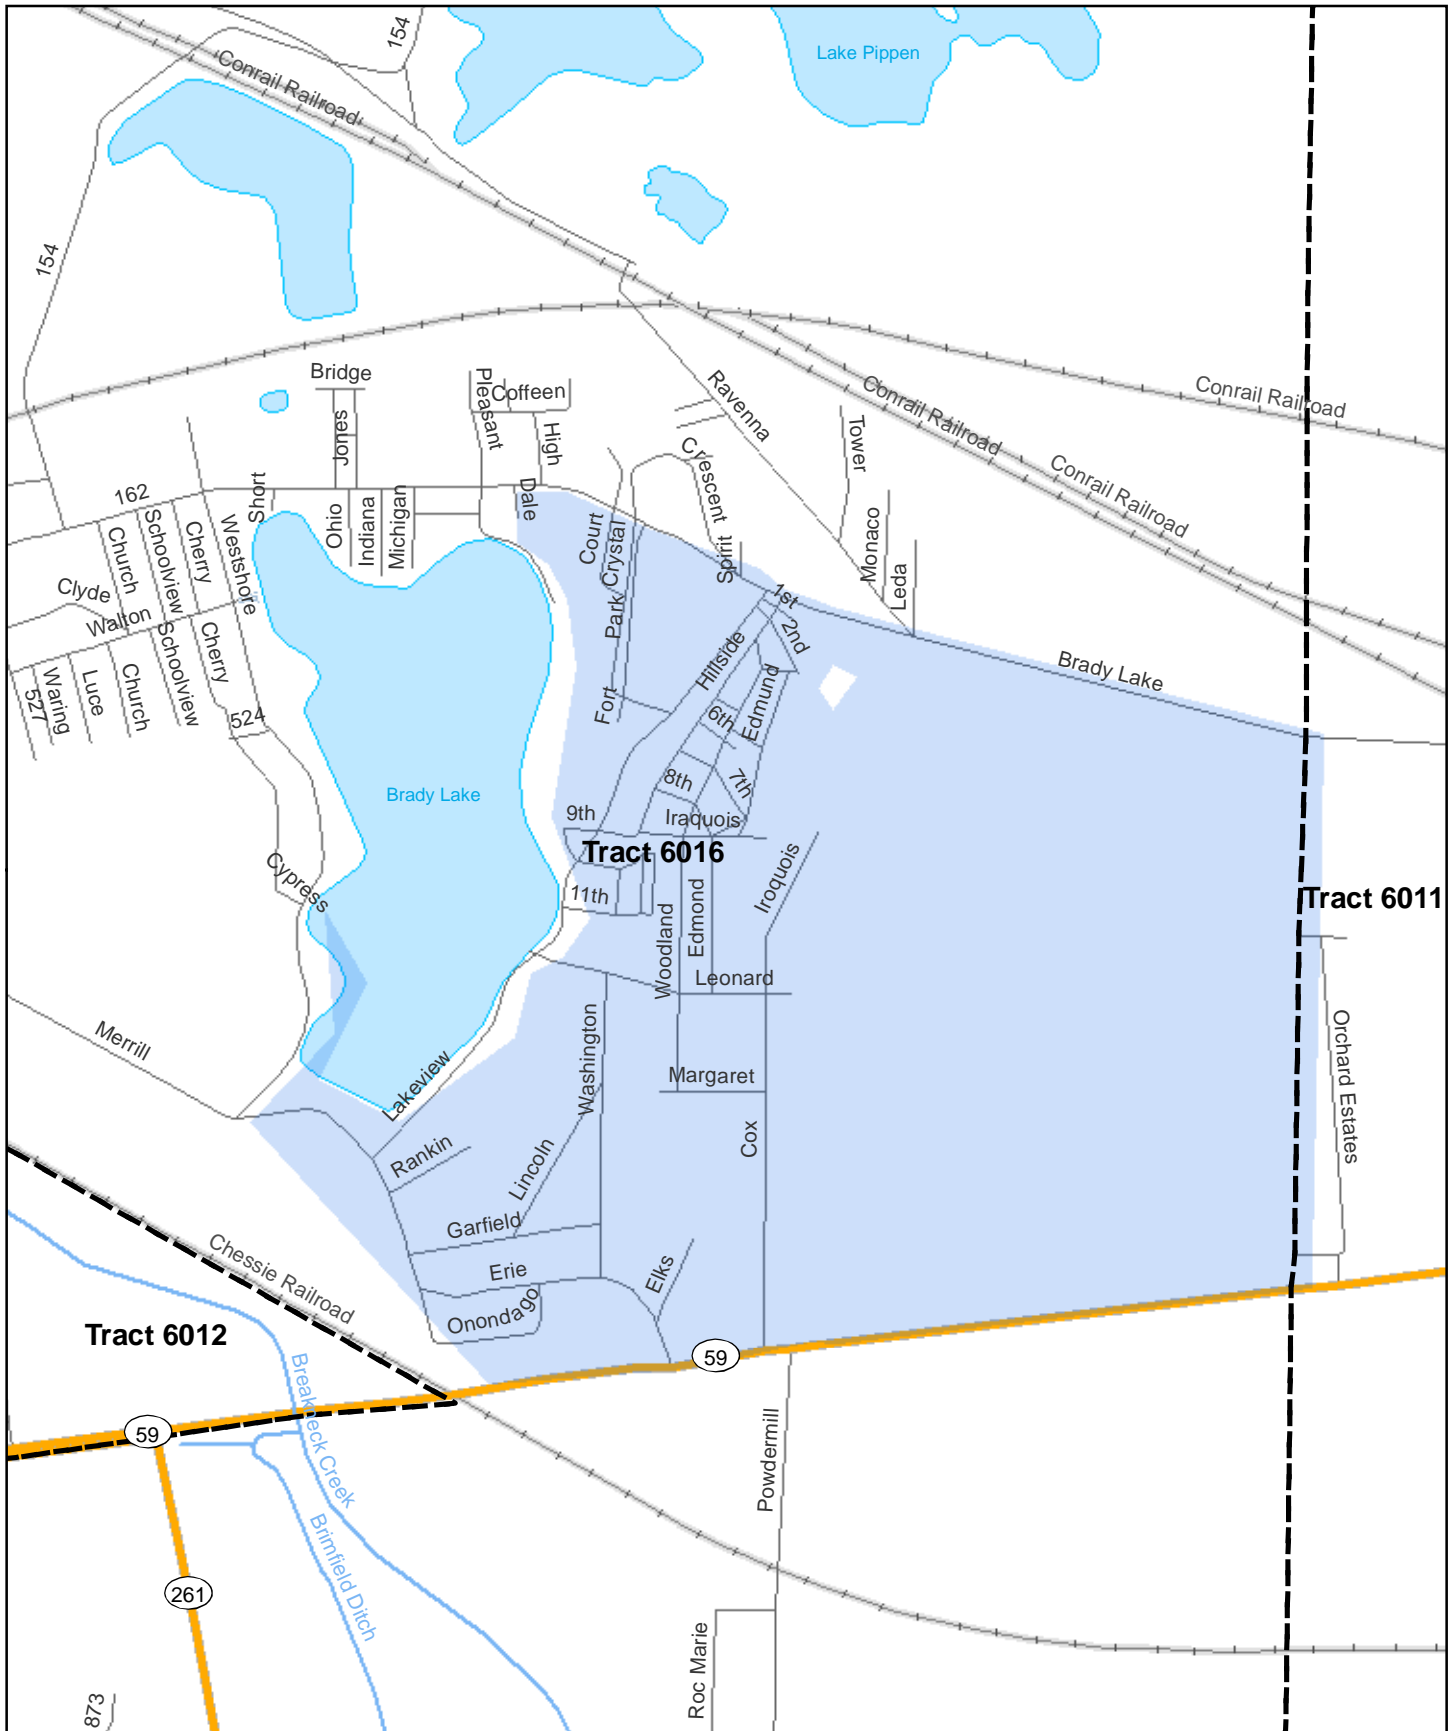 154
Lake Pippen
Conrail Railroad
154
Conrail Railroad
Bridge
Pleasant
Coffeen
Ravenna
Conrail Railroad
Jones
High
Tower
Crescent
Conrail Railroad
162
Short
Ohio
Indiana
Michigan
Dale
Court
Crystal
Park
Spirit
Monaco
Leda
Church
Schoolview
Cherry
Westshore
Clyde
Walton
1st
2nd
Hillside
Brady Lake
527
Waring
Luce
Church
Schoolview
Cherry
524
Fort
6th
Edmund
Brady Lake
8th
7th
9th
Iraquois
Tract 6016
Iroquois
Cypress
11th
Woodland
Edmond
Tract 6011
Leonard
Merrill
Washington
Orchard Estates
Lakeview
Margaret
Rankin
Lincoln
Cox
Garfield
Chessie Railroad
Erie
Elks
Onondago
Tract 6012
59
Breakneck Creek
59
Powdermill
Brimfield Ditch
261
Roc Marie
873